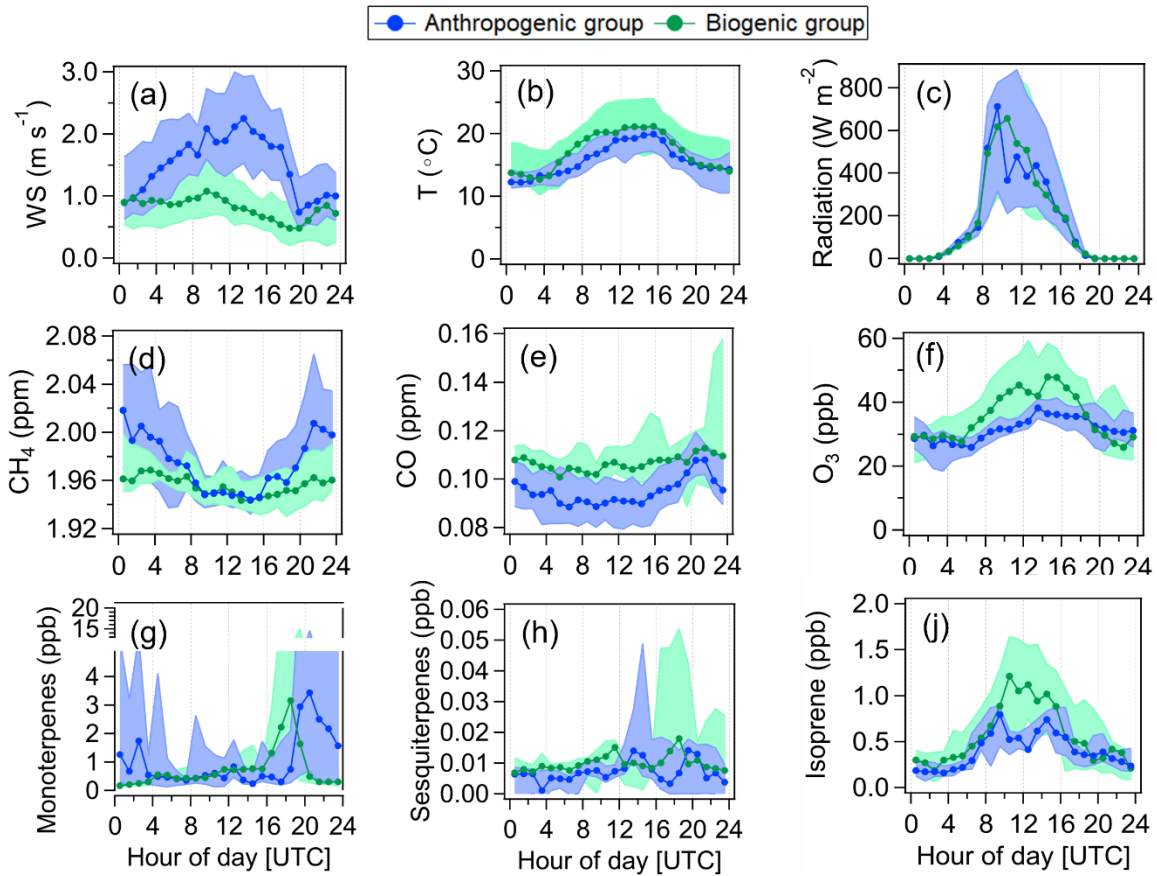 Anthropogenic group Biogenic group
(a)
WS (m s⁻¹)
3.0
2.0
1.0
0.0
0 4 8 12 16 20 24
(b)
T (°C)
30
20
10
0
0 4 8 12 16 20 24
(c)
Radiation (W m⁻²)
800
600
400
200
0
0 4 8 12 16 20 24
(d)
CH₄ (ppm)
2.08
2.04
2.00
1.96
1.92
0 4 8 12 16 20 24
(e)
CO (ppm)
0.16
0.14
0.12
0.10
0.08
0 4 8 12 16 20 24
(f)
O₃ (ppb)
60
40
20
0
0 4 8 12 16 20 24
(g)
Monoterpenes (ppb)
20
15
4
3
2
1
0
0 4 8 12 16 20 24
Hour of day [UTC]
(h)
Sesquiterpenes (ppb)
0.06
0.05
0.04
0.03
0.02
0.01
0.00
0 4 8 12 16 20 24
Hour of day [UTC]
(j)
Isoprene (ppb)
2.0
1.5
1.0
0.5
0.0
0 4 8 12 16 20 24
Hour of day [UTC]